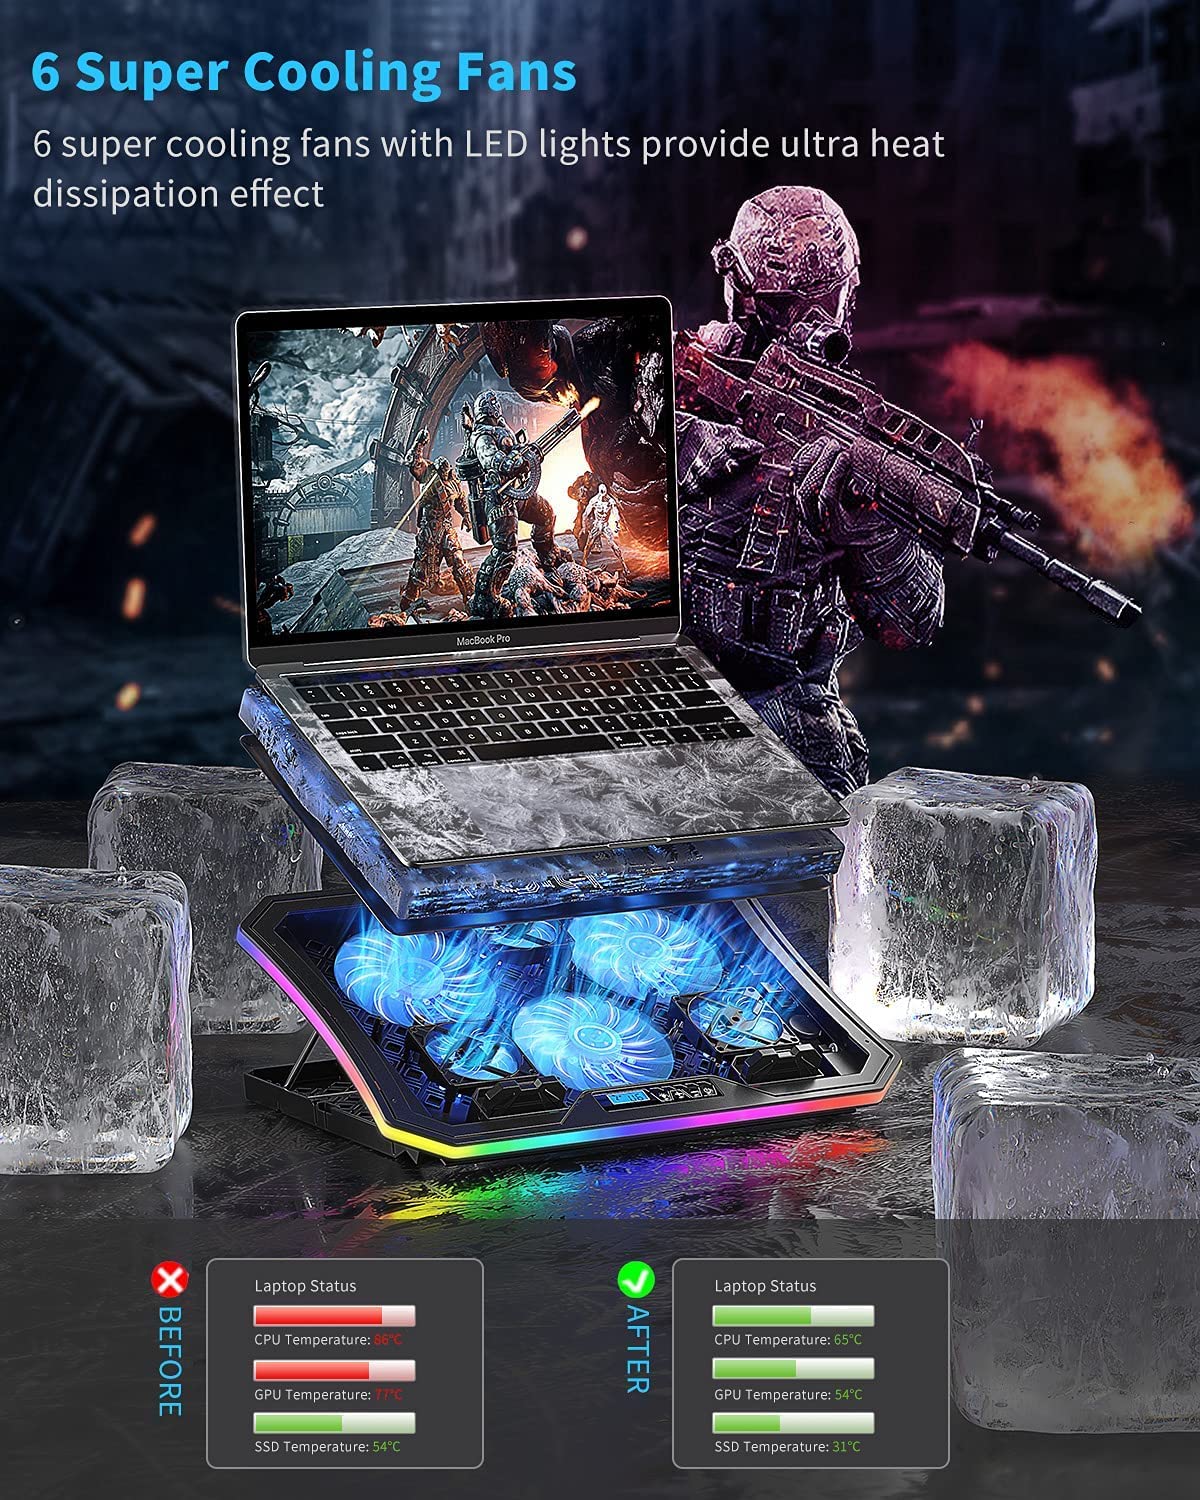 6 Super Cooling Fans
6 super cooling fans with LED lights provide ultra heat
dissipation effect
MacBook Pro
BEFORE
Laptop Status
CPU Temperature: 86°C
GPU Temperature: 77°C
SSD Temperature: 54°C
AFTER
Laptop Status
CPU Temperature: 65°C
GPU Temperature: 54°C
SSD Temperature: 31°C